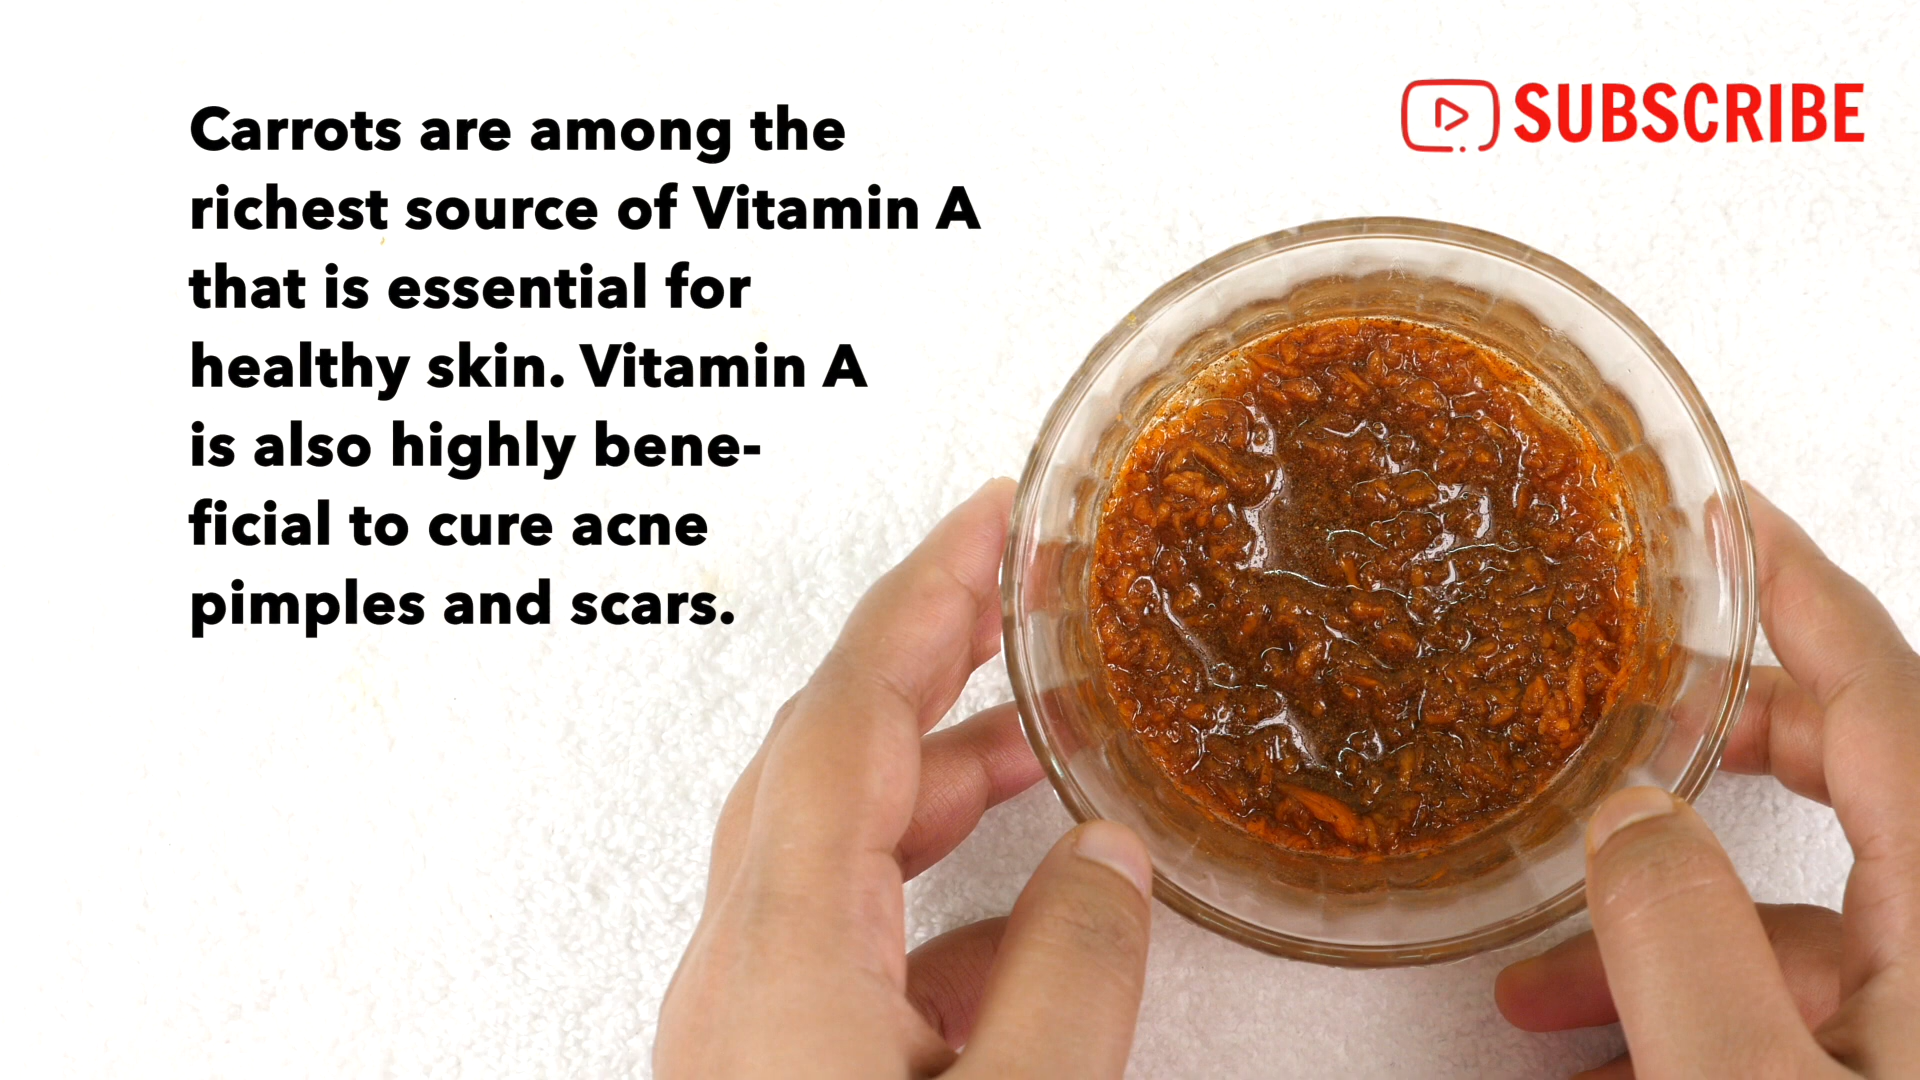 Carrots are among the
richest source of Vitamin A
that is essential for
healthy skin. Vitamin A
is also highly bene-
ficial to cure acne
pimples and scars.
SUBSCRIBE